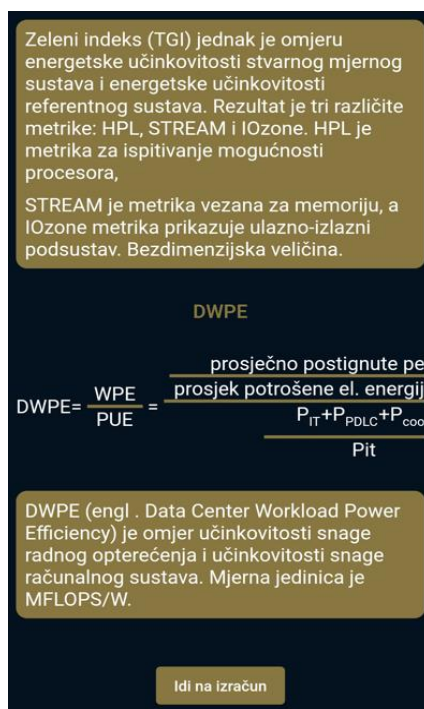 Zeleni indeks (TGI) jednak je omjeru
energetske učinkovitosti stvarnog mjernog
sustava i energetske učinkovitosti
referentnog sustava. Rezultat je tri različite
metrike: HPL, STREAM i IOzone. HPL je
metrika za ispitivanje mogućnosti
procesora,
STREAM je metrika vezana za memoriju, a
IOzone metrika prikazuje ulazno-izlazni
podsustav. Bezdimenzijska veličina.
DWPE
prosječno postignute pe
prosjek potrošene el. energij
DWPE= WPE/PUE =
P_IT+P_PDLC+P_coo
Pit
DWPE (engl . Data Center Workload Power
Efficiency) je omjer učinkovitosti snage
radnog opterećenja i učinkovitosti snage
računalnog sustava. Mjerna jedinica je
MFLOPS/W.
Idi na izračun